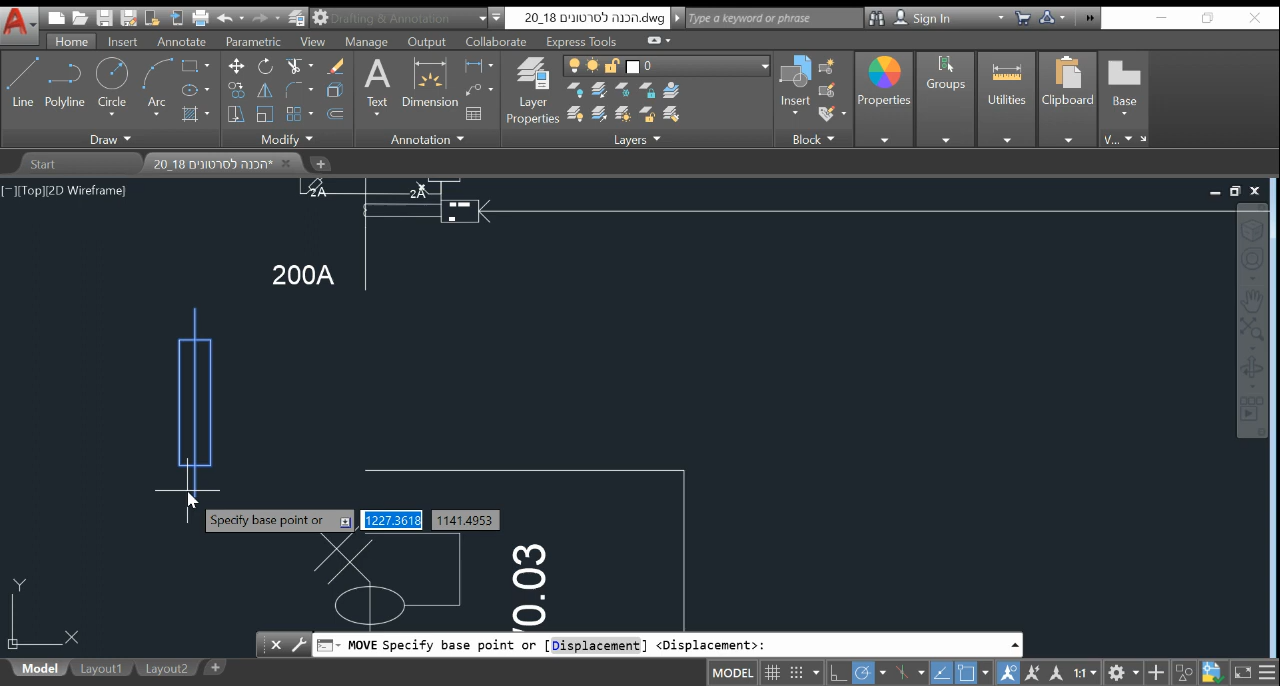 Drafting & Annotation
הכנה לסרטונים 20_18.dwg
Type a keyword or phrase
Sign In
Home Insert Annotate Parametric View Manage Output Collaborate Express Tools
0
Line Polyline Circle Arc
Text Dimension
Layer Properties
Insert
Properties Groups Utilities Clipboard Base
Draw Modify Annotation Layers Block V...
Start
הכנה לסרטונים 20_18*
[−][Top][2D Wireframe]
2A
2A
200A
Specify base point or 1227.3618 1141.4953
Y
X
MOVE Specify base point or [Displacement] <Displacement>:
Model Layout1 Layout2
MODEL 1:1